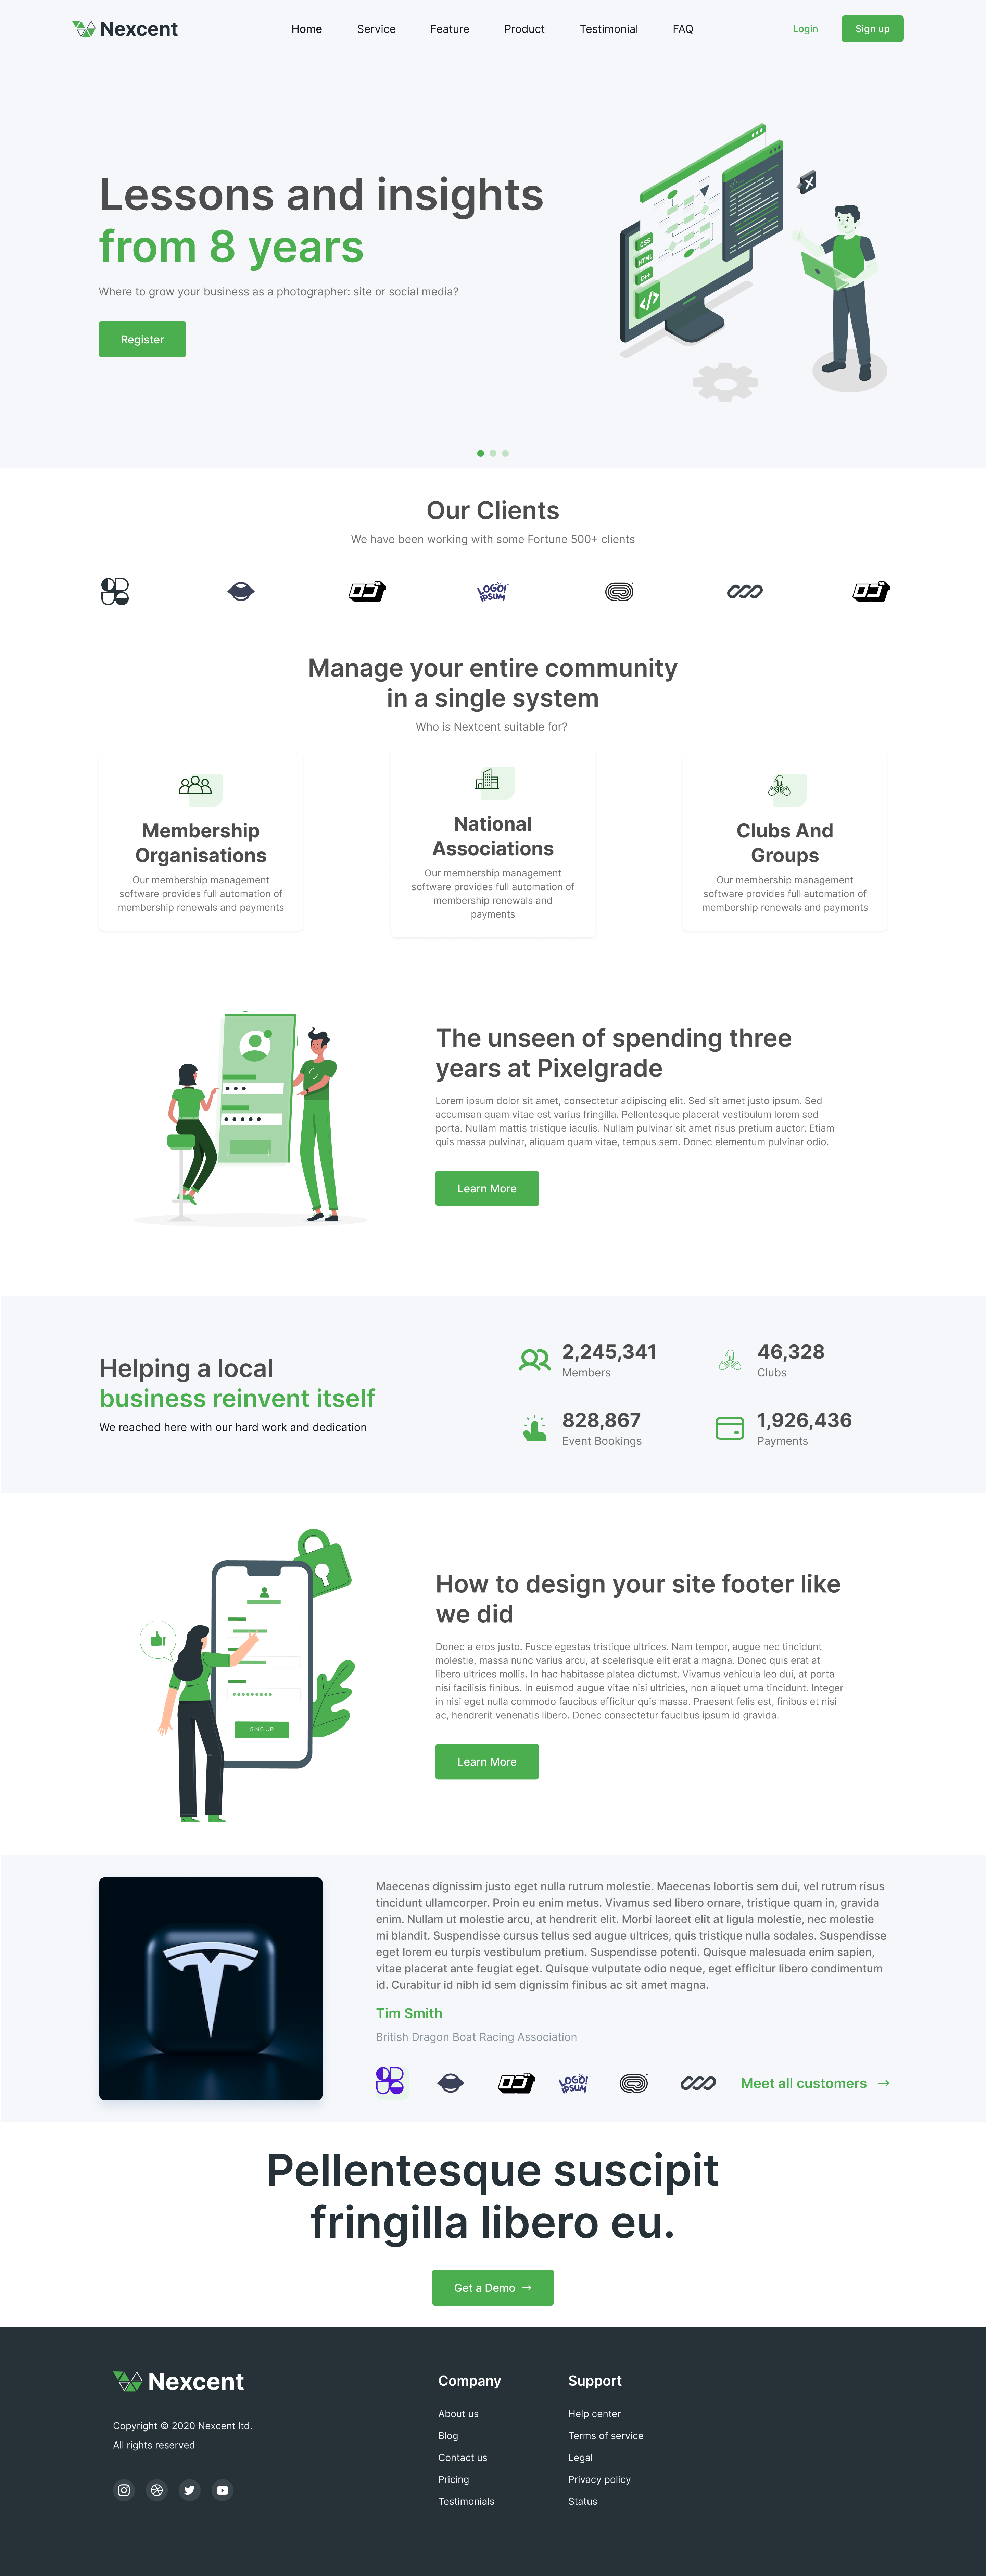 Nexcent
Home
Service
Feature
Product
Testimonial
FAQ
Login
Sign up
Lessons and insights
from 8 years
Where to grow your business as a photographer: site or social media?
Register
CSS
HTML
C++
</>
Our Clients
We have been working with some Fortune 500+ clients
LOGO!
IPSUM
Manage your entire community
in a single system
Who is Nextcent suitable for?
Membership
Organisations
Our membership management
software provides full automation of
membership renewals and payments
National
Associations
Our membership management
software provides full automation of
membership renewals and
payments
Clubs And
Groups
Our membership management
software provides full automation of
membership renewals and payments
The unseen of spending three
years at Pixelgrade
Lorem ipsum dolor sit amet, consectetur adipiscing elit. Sed sit amet justo ipsum. Sed
accumsan quam vitae est varius fringilla. Pellentesque placerat vestibulum lorem sed
porta. Nullam mattis tristique iaculis. Nullam pulvinar sit amet risus pretium auctor. Etiam
quis massa pulvinar, aliquam quam vitae, tempus sem. Donec elementum pulvinar odio.
Learn More
Helping a local
business reinvent itself
We reached here with our hard work and dedication
2,245,341
Members
46,328
Clubs
828,867
Event Bookings
1,926,436
Payments
SING UP
How to design your site footer like
we did
Donec a eros justo. Fusce egestas tristique ultrices. Nam tempor, augue nec tincidunt
molestie, massa nunc varius arcu, at scelerisque elit erat a magna. Donec quis erat at
libero ultrices mollis. In hac habitasse platea dictumst. Vivamus vehicula leo dui, at porta
nisi facilisis finibus. In euismod augue vitae nisi ultricies, non aliquet urna tincidunt. Integer
in nisi eget nulla commodo faucibus efficitur quis massa. Praesent felis est, finibus et nisi
ac, hendrerit venenatis libero. Donec consectetur faucibus ipsum id gravida.
Learn More
Maecenas dignissim justo eget nulla rutrum molestie. Maecenas lobortis sem dui, vel rutrum risus
tincidunt ullamcorper. Proin eu enim metus. Vivamus sed libero ornare, tristique quam in, gravida
enim. Nullam ut molestie arcu, at hendrerit elit. Morbi laoreet elit at ligula molestie, nec molestie
mi blandit. Suspendisse cursus tellus sed augue ultrices, quis tristique nulla sodales. Suspendisse
eget lorem eu turpis vestibulum pretium. Suspendisse potenti. Quisque malesuada enim sapien,
vitae placerat ante feugiat eget. Quisque vulputate odio neque, eget efficitur libero condimentum
id. Curabitur id nibh id sem dignissim finibus ac sit amet magna.
Tim Smith
British Dragon Boat Racing Association
LOGO!
IPSUM
Meet all customers →
Pellentesque suscipit
fringilla libero eu.
Get a Demo →
Nexcent
Copyright © 2020 Nexcent ltd.
All rights reserved
Company
About us
Blog
Contact us
Pricing
Testimonials
Support
Help center
Terms of service
Legal
Privacy policy
Status